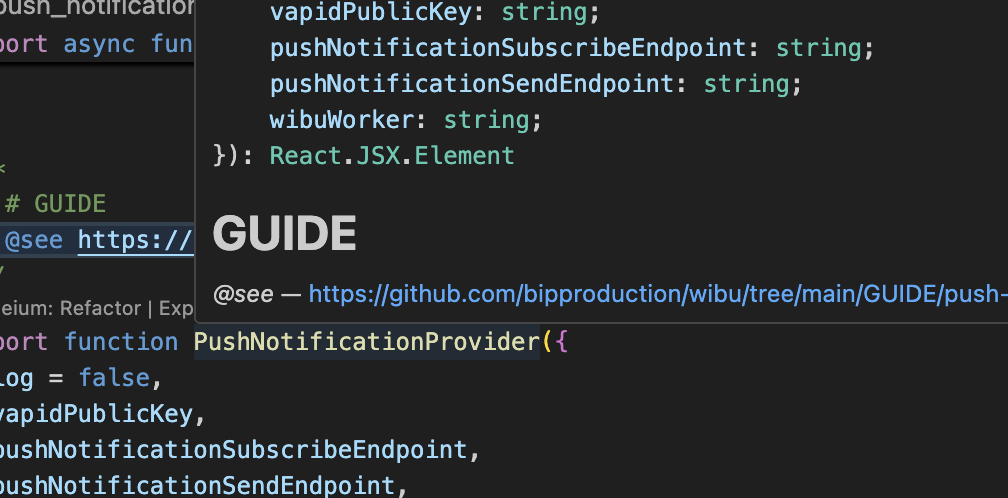 push_notification
vapidPublicKey: string;
port async fun
pushNotificationSubscribeEndpoint: string;
pushNotificationSendEndpoint: string;
wibuWorker: string;
}): React.JSX.Element
*
# GUIDE
GUIDE
@see https://
@see — https://github.com/bipproduction/wibu/tree/main/GUIDE/push-
/
eium: Refactor | Exp
port function PushNotificationProvider({
log = false,
vapidPublicKey,
pushNotificationSubscribeEndpoint,
pushNotificationSendEndpoint,